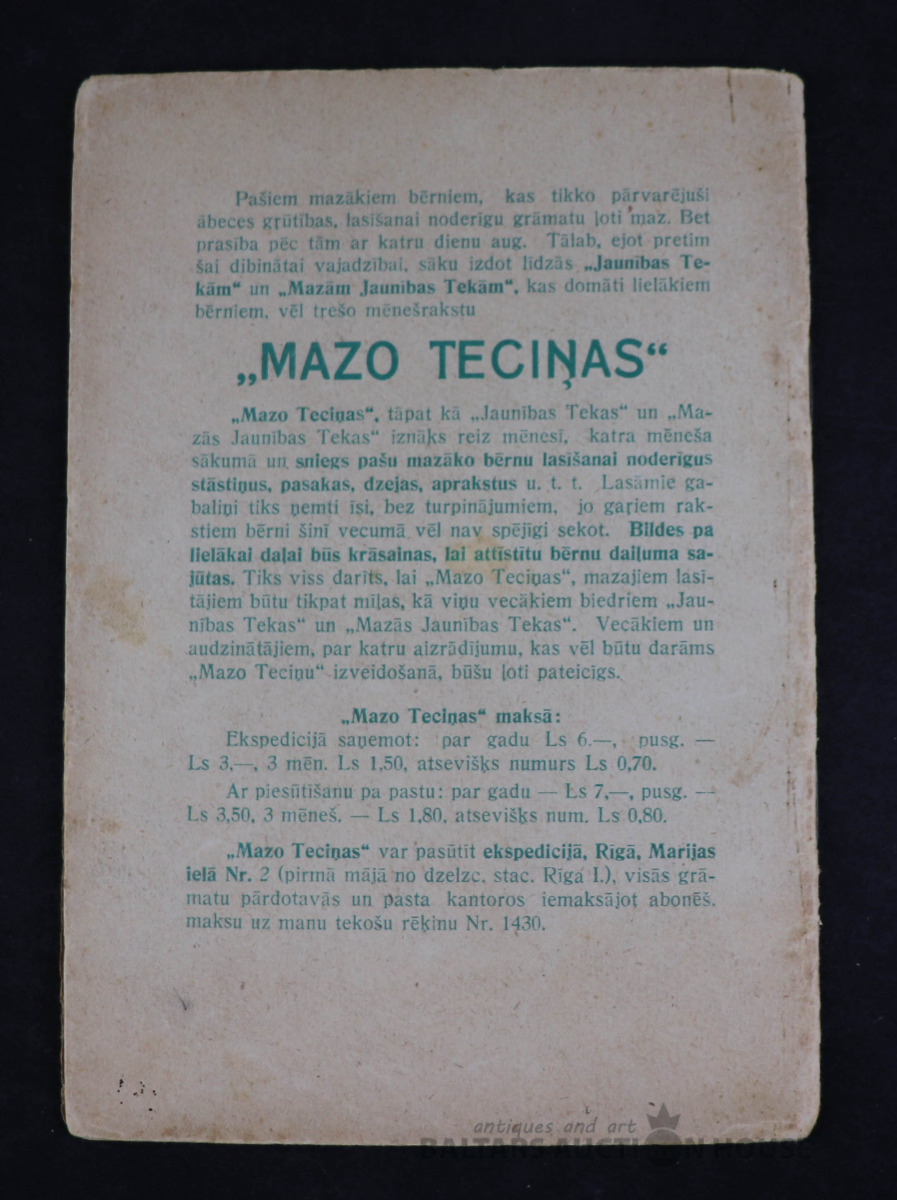 Pašiem mazākiem bērniem, kas tikko pārvarējuši
ābeces grūtības, lasīšanai noderīgu grāmatu ļoti maz. Bet
prasība pēc tām ar katru dienu aug. Tālab, ejot pretim
šai dibinātai vajadzībai, sāku izdot līdzās „Jaunības Te-
kām“ un „Mazām Jaunības Tekām“, kas domāti lielākiem
bērniem, vēl trešo mēnešrakstu
„MAZO TECIŅAS“
„Mazo Teciņas“, tāpat kā „Jaunības Tekas“ un „Ma-
zās Jaunības Tekas“ iznāks reiz mēnesī, katra mēneša
sākumā un sniegs pašu mazāko bērnu lasīšanai noderīgus
stāstiņus, pasakas, dzejas, aprakstus u. t. t. Lasāmie ga-
baliņi tiks ņemti īsi, bez turpinājumiem, jo gaŗiem rak-
stiem bērni šinī vecumā vēl nav spējīgi sekot. Bildes pa
lielākai daļai būs krāsainas, lai attīstītu bērnu daiļuma sa-
jūtas. Tiks viss darīts, lai „Mazo Teciņas“, mazajiem lasī-
tājiem būtu tikpat mīļas, kā viņu vecākiem biedriem „Jau-
nības Tekas“ un „Mazās Jaunības Tekas“. Vecākiem un
audzinātājiem, par katru aizrādījumu, kas vēl būtu darāms
„Mazo Teciņu“ izveidošanā, būšu ļoti pateicīgs.
„Mazo Teciņas“ maksā:
Ekspedicijā saņemot: par gadu Ls 6.—, pusg. —
Ls 3,—, 3 mēn. Ls 1,50, atsevišķs numurs Ls 0,70.
Ar piesūtīšanu pa pastu: par gadu — Ls 7,—, pusg. —
Ls 3,50, 3 mēneš. — Ls 1,80, atsevišķs num. Ls 0,80.
„Mazo Teciņas“ var pasūtīt ekspedicijā, Rīgā, Marijas
ielā Nr. 2 (pirmā mājā no dzelzc. stac. Rīga I.), visās grā-
matu pārdotavās un pasta kantoros iemaksājot abonēš.
maksu uz manu tekošu rēķinu Nr. 1430.
antiques and art
BALTARS AUCTION HOUSE